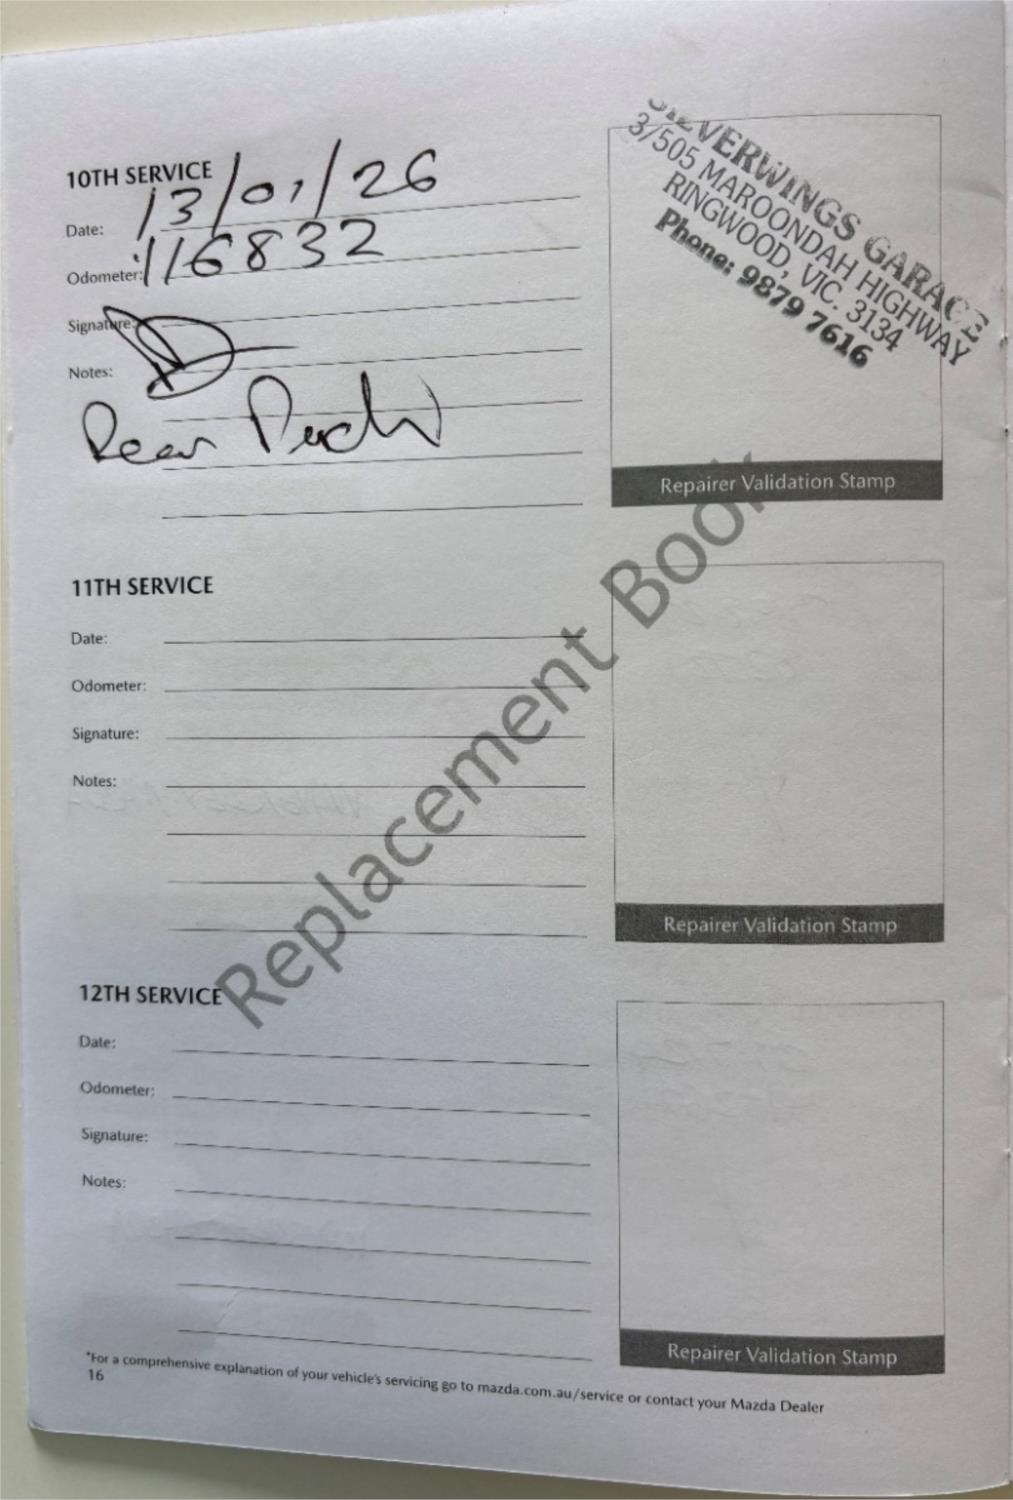 10TH SERVICE
Date: 13/01/26
Odometer: 116832
Signature:
Notes:
Rear
SILVERWINGS GARAGE
3/505 MAROONDAH HIGHWAY
RINGWOOD, VIC. 3134
Phone: 9879 7616
Repairer Validation Stamp
Replacement Book
11TH SERVICE
Date:
Odometer:
Signature:
Notes:
Repairer Validation Stamp
12TH SERVICE
Date:
Odometer:
Signature:
Notes:
Repairer Validation Stamp
*For a comprehensive explanation of your vehicle's servicing go to mazda.com.au/service or contact your Mazda Dealer
16